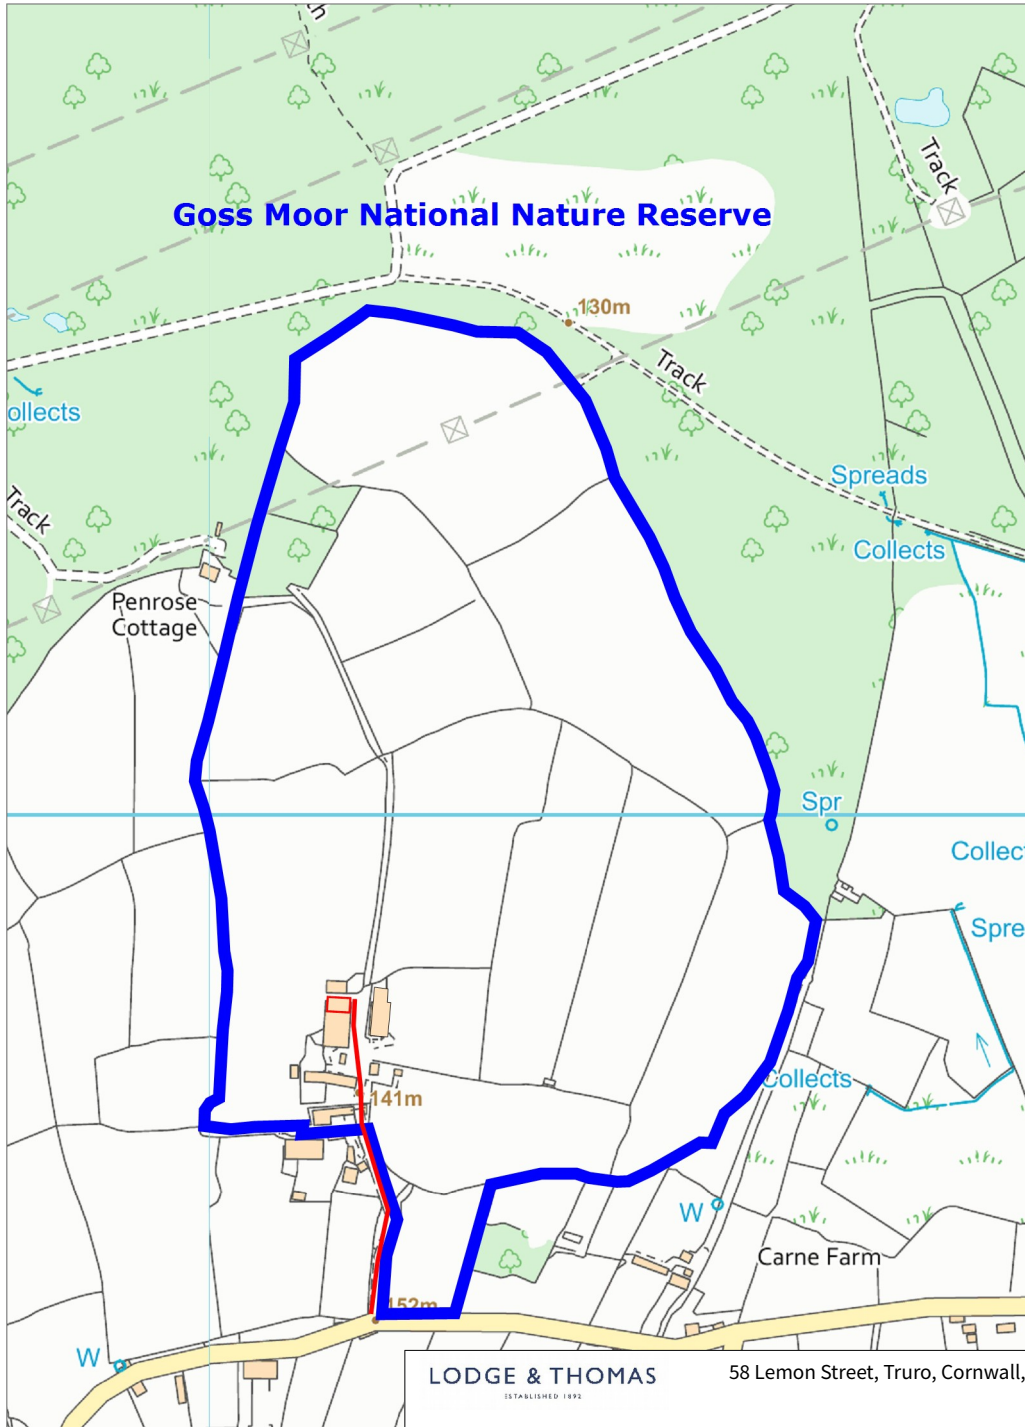 h
Track
Goss Moor National Nature Reserve
130m
Track
ollects
Spreads
Track
Collects
Penrose
Cottage
Spr
Collect
Spre
Collects
141m
W
Carne Farm
152m
W
LODGE & THOMAS
ESTABLISHED 1892
58 Lemon Street, Truro, Cornwall,